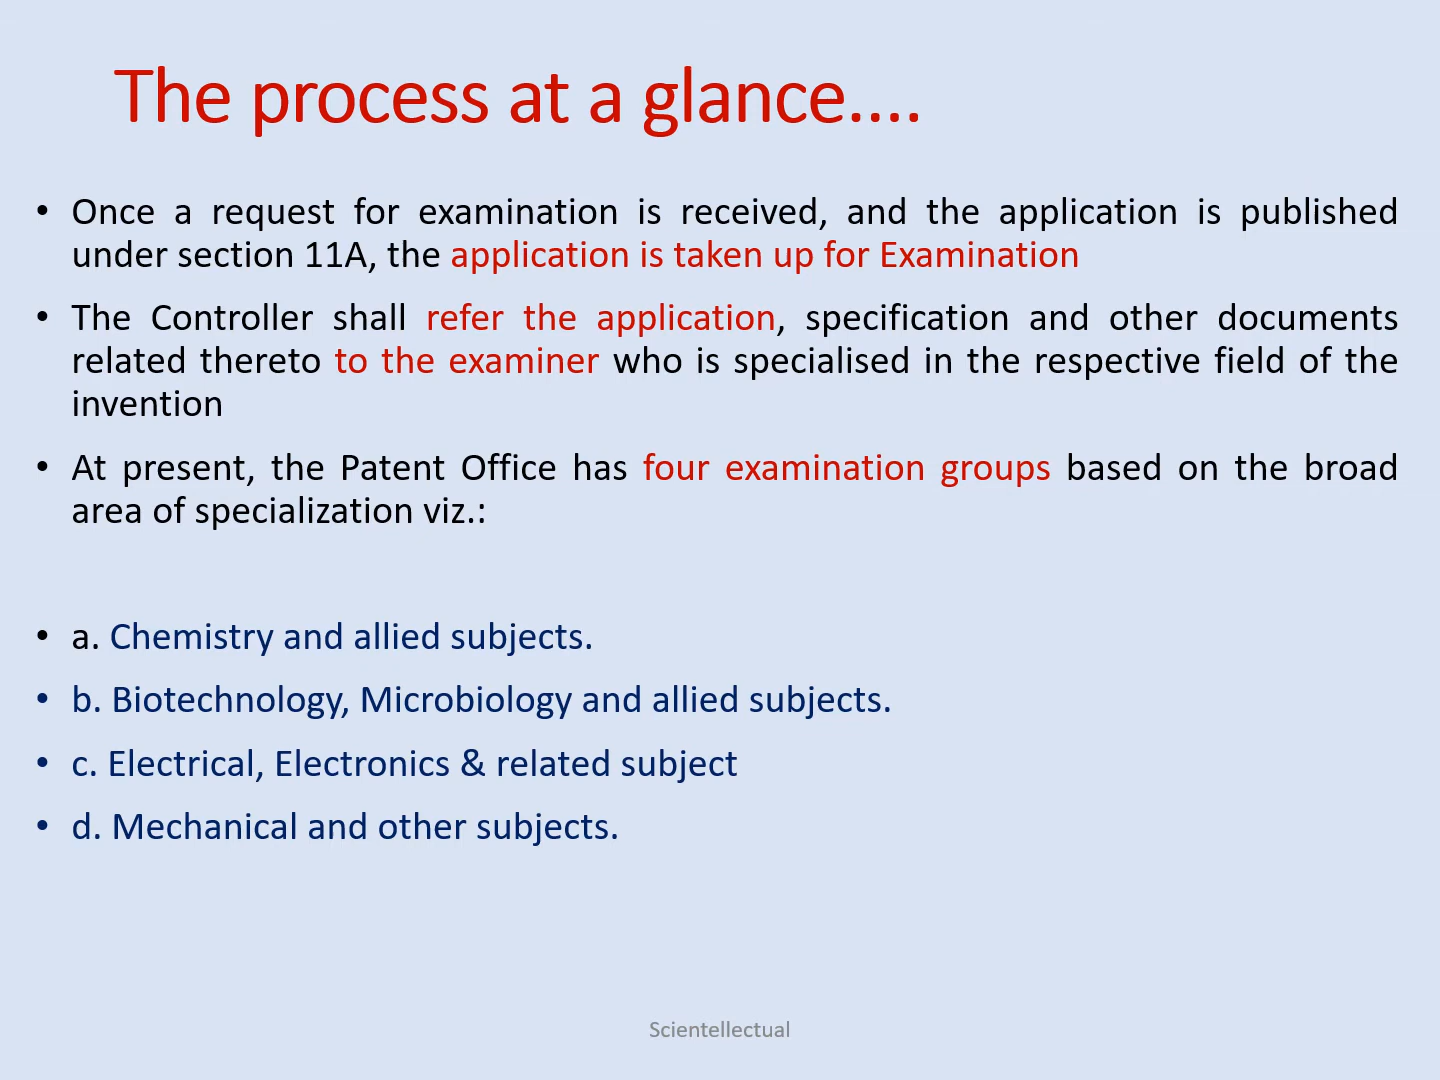 The process at a glance....
• Once a request for examination is received, and the application is published
under section 11A, the application is taken up for Examination
• The Controller shall refer the application, specification and other documents
related thereto to the examiner who is specialised in the respective field of the
invention
• At present, the Patent Office has four examination groups based on the broad
area of specialization viz.:
• a. Chemistry and allied subjects.
• b. Biotechnology, Microbiology and allied subjects.
• c. Electrical, Electronics & related subject
• d. Mechanical and other subjects.
Scientellectual